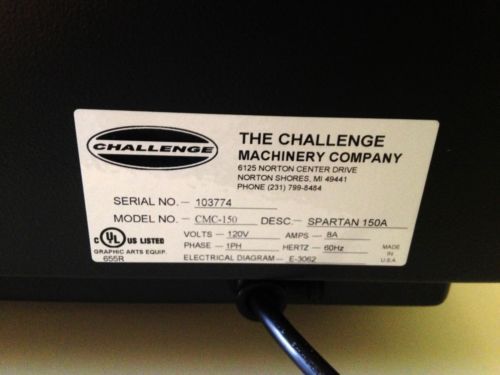 CHALLENGE
THE CHALLENGE
MACHINERY COMPANY
6125 NORTON CENTER DRIVE
NORTON SHORES, MI 49441
PHONE (231) 799-8484
SERIAL NO. 103774
MODEL NO. CMC-150 DESC. SPARTAN 150A
VOLTS 120V AMPS 8A
PHASE 1PH HERTZ 60Hz
ELECTRICAL DIAGRAM E-3062
C UL US LISTED
GRAPHIC ARTS EQUIP.
655R
MADE
IN
U.S.A